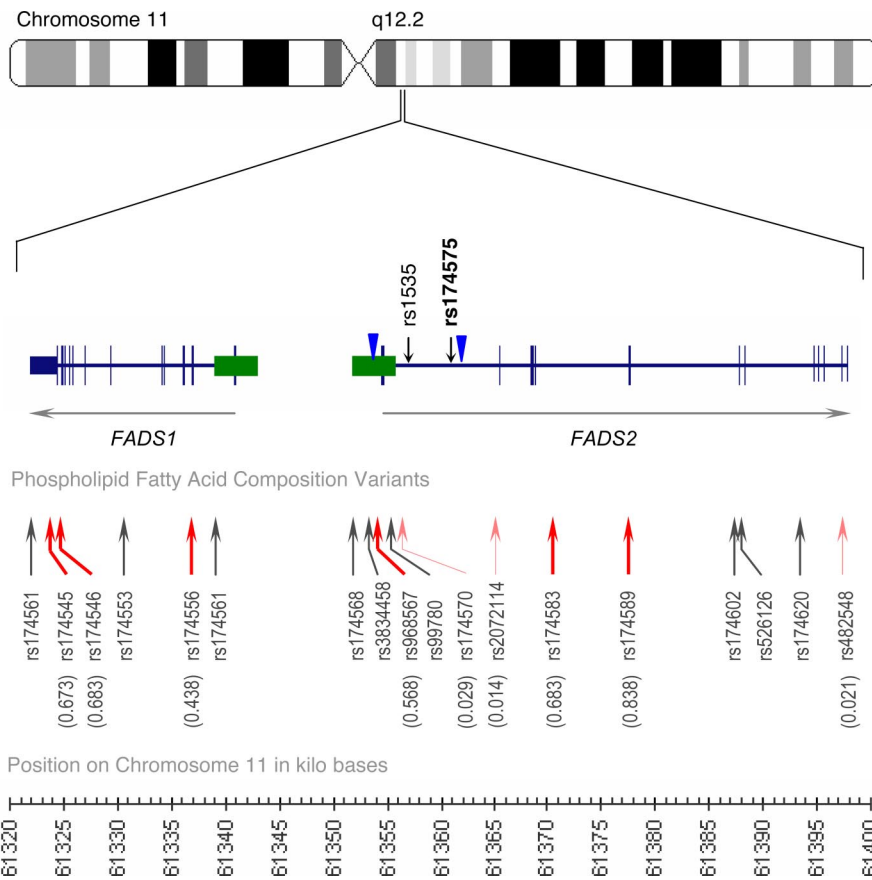 Chromosome 11
q12.2
rs1535
rs174575
FADS1
FADS2
Phospholipid Fatty Acid Composition Variants
rs174561
rs174545 (0.673)
rs174546 (0.683)
rs174553
rs174556 (0.438)
rs174561
rs174568
rs3834458
rs968567 (0.568)
rs99780
rs174570 (0.029)
rs2072114 (0.014)
rs174583 (0.683)
rs174589 (0.838)
rs174602
rs526126
rs174620
rs482548 (0.021)
Position on Chromosome 11 in kilo bases
61320
61325
61330
61335
61340
61345
61350
61355
61360
61365
61370
61375
61380
61385
61390
61395
61400